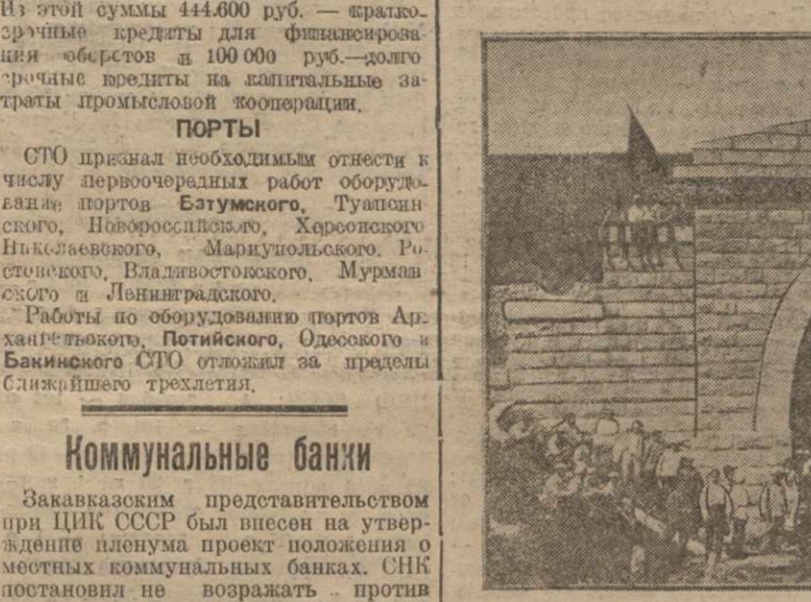 Из этой суммы 444.600 руб. — кратко-
срочные кредиты для финансирова-
ния оборотов и 100 000 руб.—долго
срочные кредиты на капитальные за-
траты промысловой кооперации.
ПОРТЫ
СТО признал необходимым отнести к
числу первоочередных работ оборудо-
вание портов Батумского, Туапсин
ского, Новороссийского, Херсонского
Николаевского, Мариупольского, Ро-
стовского, Владивостокского, Мурман
ского и Ленинградского.
Работы по оборудованию портов Ар-
хангельского, Потийского, Одесского и
Бакинского СТО отложил за пределы
ближайшего трехлетия.
Коммунальные банки
Закавказским представительством
при ЦИК СССР был внесен на утвер-
ждение пленума проект положения о
местных коммунальных банках. СНК
постановил не возражать против